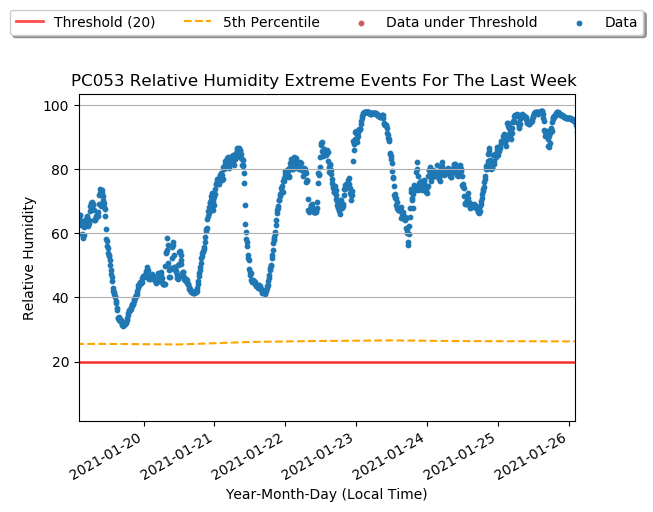 Threshold (20) 5th Percentile Data under Threshold Data
PC053 Relative Humidity Extreme Events For The Last Week
100
80
60
40
20
Relative Humidity
2021-01-20 2021-01-21 2021-01-22 2021-01-23 2021-01-24 2021-01-25 2021-01-26
Year-Month-Day (Local Time)